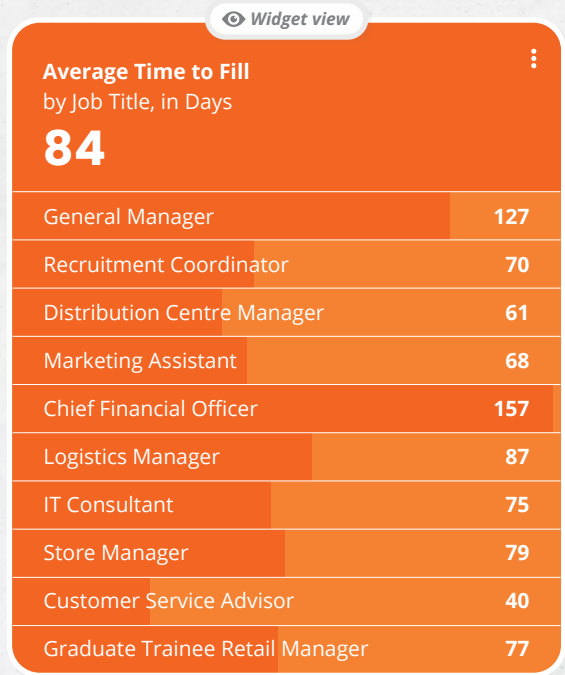 Widget view
Average Time to Fill
by Job Title, in Days
84
General Manager 127
Recruitment Coordinator 70
Distribution Centre Manager 61
Marketing Assistant 68
Chief Financial Officer 157
Logistics Manager 87
IT Consultant 75
Store Manager 79
Customer Service Advisor 40
Graduate Trainee Retail Manager 77